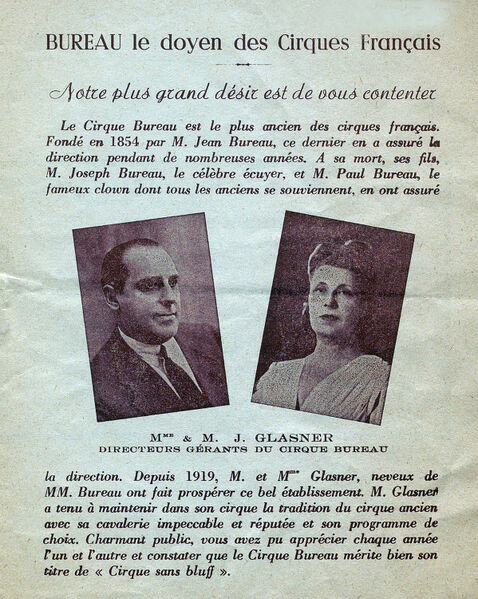 BUREAU le doyen des Cirques Français
Notre plus grand désir est de vous contenter
Le Cirque Bureau est le plus ancien des cirques français.
Fondé en 1854 par M. Jean Bureau, ce dernier en a assuré la
direction pendant de nombreuses années. A sa mort, ses fils,
M. Joseph Bureau, le célèbre écuyer, et M. Paul Bureau, le
fameux clown dont tous les anciens se souviennent, en ont assuré
MME & M. J. GLASNER
DIRECTEURS GÉRANTS DU CIRQUE BUREAU
la direction. Depuis 1919, M. et Mme Glasner, neveux de
MM. Bureau ont fait prospérer ce bel établissement. M. Glasner
a tenu à maintenir dans son cirque la tradition du cirque ancien
avec sa cavalerie impeccable et réputée et son programme de
choix. Charmant public, vous avez pu apprécier chaque année
l'un et l'autre et constater que le Cirque Bureau mérite bien son
titre de « Cirque sans bluff ».